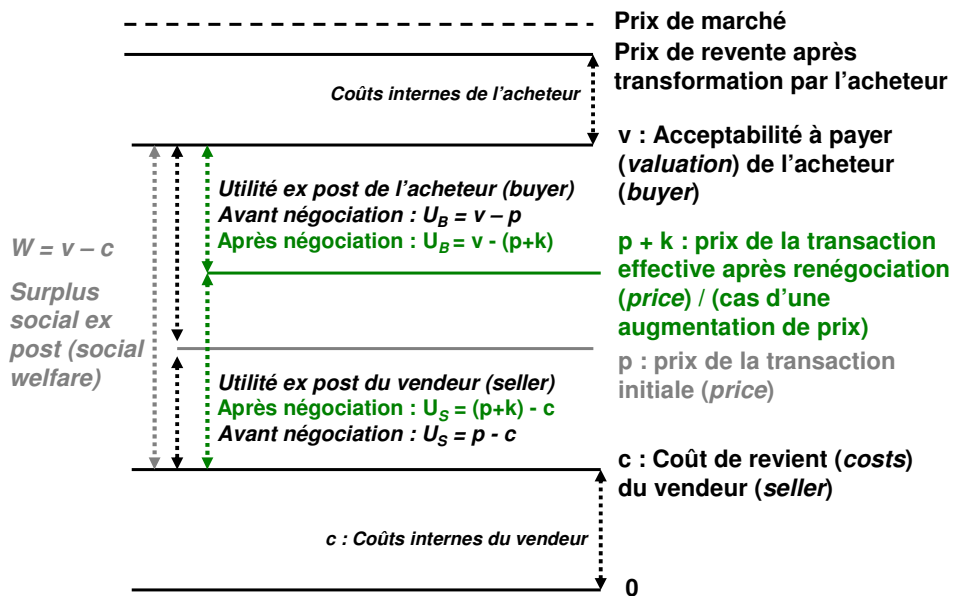 Prix de marché
Prix de revente après
transformation par l'acheteur
Coûts internes de l'acheteur
v : Acceptabilité à payer
(valuation) de l'acheteur
(buyer)
Utilité ex post de l'acheteur (buyer)
Avant négociation : U_B = v – p
Après négociation : U_B = v - (p+k)
W = v – c
Surplus
social ex
post (social
welfare)
p + k : prix de la transaction
effective après renégociation
(price) / (cas d'une
augmentation de prix)
p : prix de la transaction
initiale (price)
Utilité ex post du vendeur (seller)
Après négociation : U_S = (p+k) - c
Avant négociation : U_S = p - c
c : Coût de revient (costs)
du vendeur (seller)
c : Coûts internes du vendeur
0